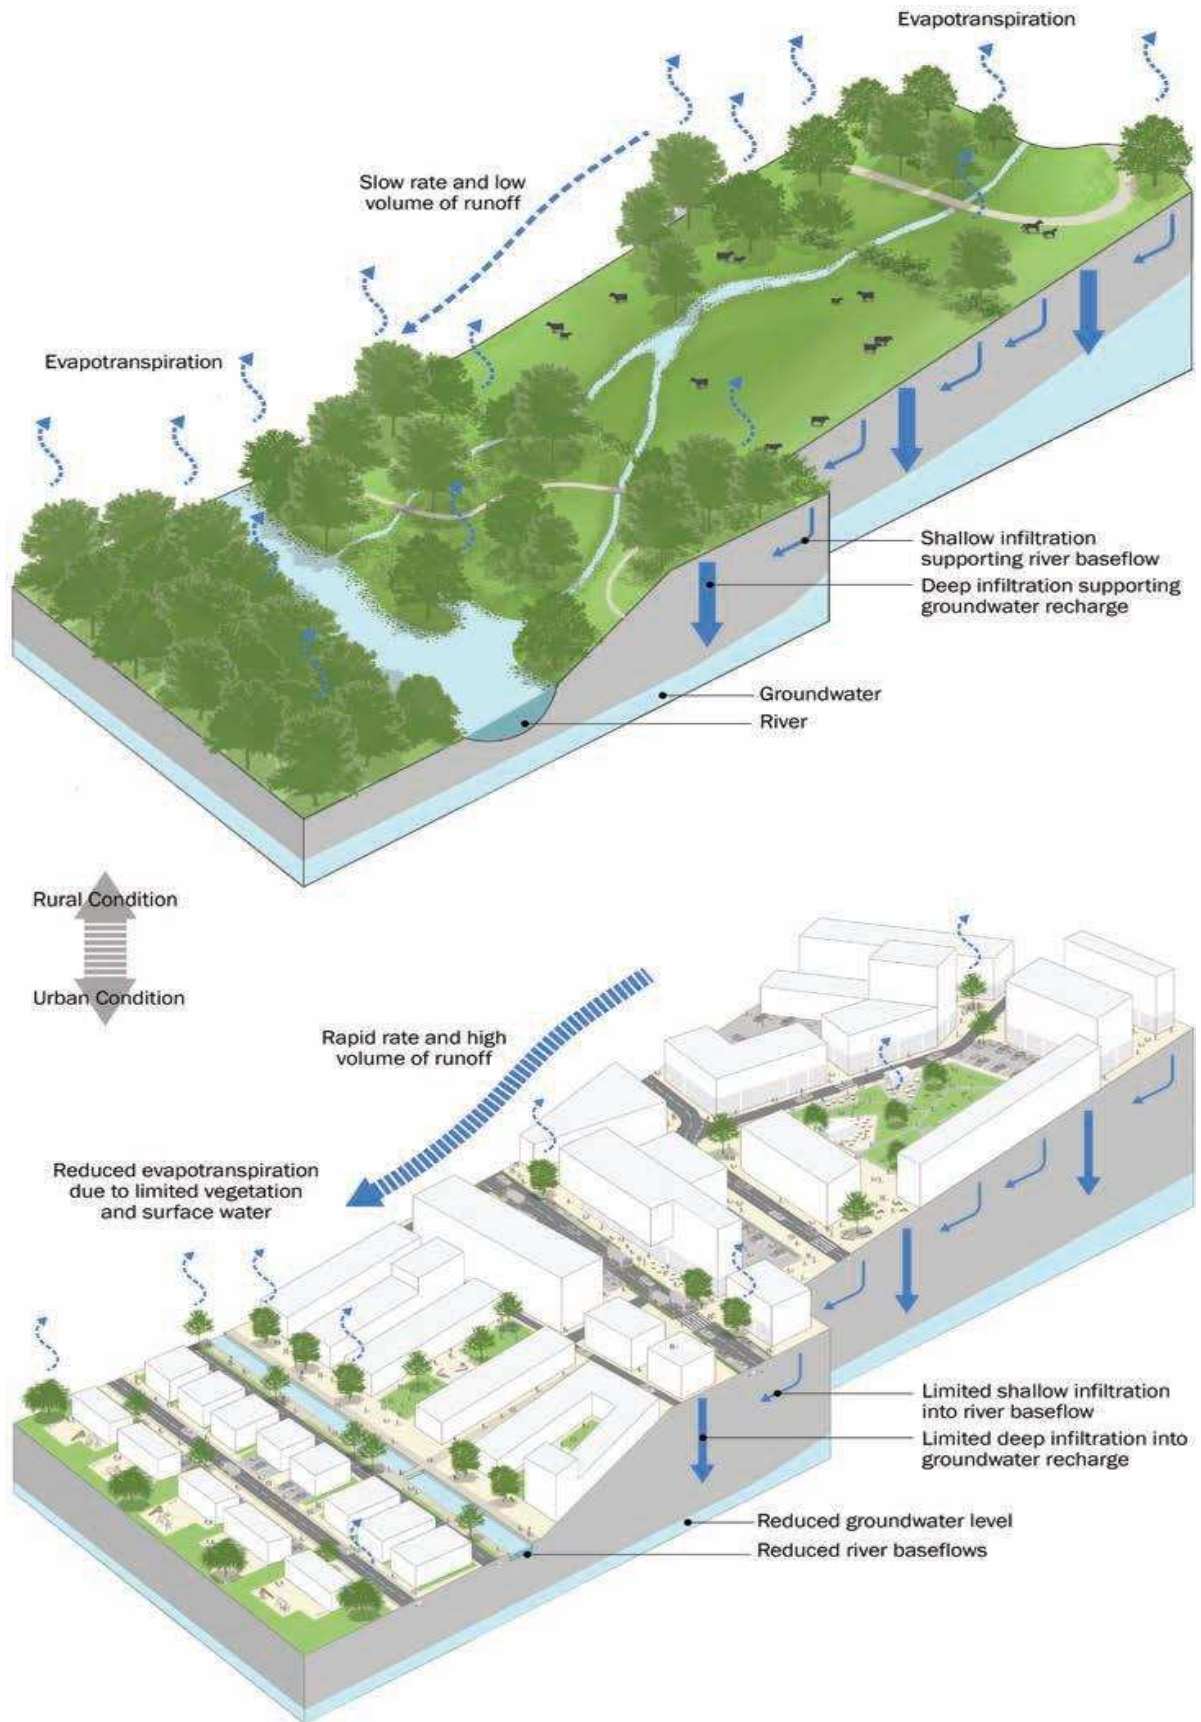 Evapotranspiration
Slow rate and low
volume of runoff
Evapotranspiration
Shallow infiltration
supporting river baseflow
Deep infiltration supporting
groundwater recharge
Groundwater
River
Rural Condition
Urban Condition
Rapid rate and high
volume of runoff
Reduced evapotranspiration
due to limited vegetation
and surface water
Limited shallow infiltration
into river baseflow
Limited deep infiltration into
groundwater recharge
Reduced groundwater level
Reduced river baseflows